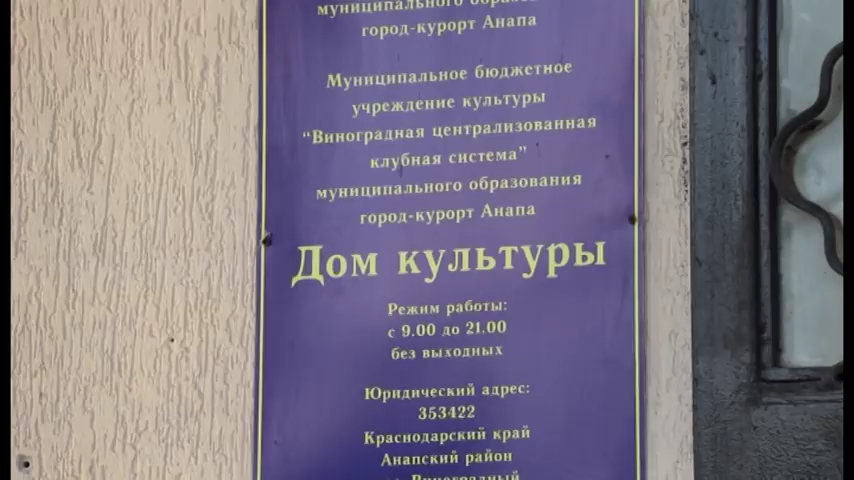 муниципального
город-курорт Анапа
Муниципальное бюджетное
учреждение культуры
“Виноградная централизованная
клубная система”
муниципального образования
город-курорт Анапа
Дом культуры
Режим работы:
с 9.00 до 21.00
без выходных
Юридический адрес:
353422
Краснодарский край
Анапский район